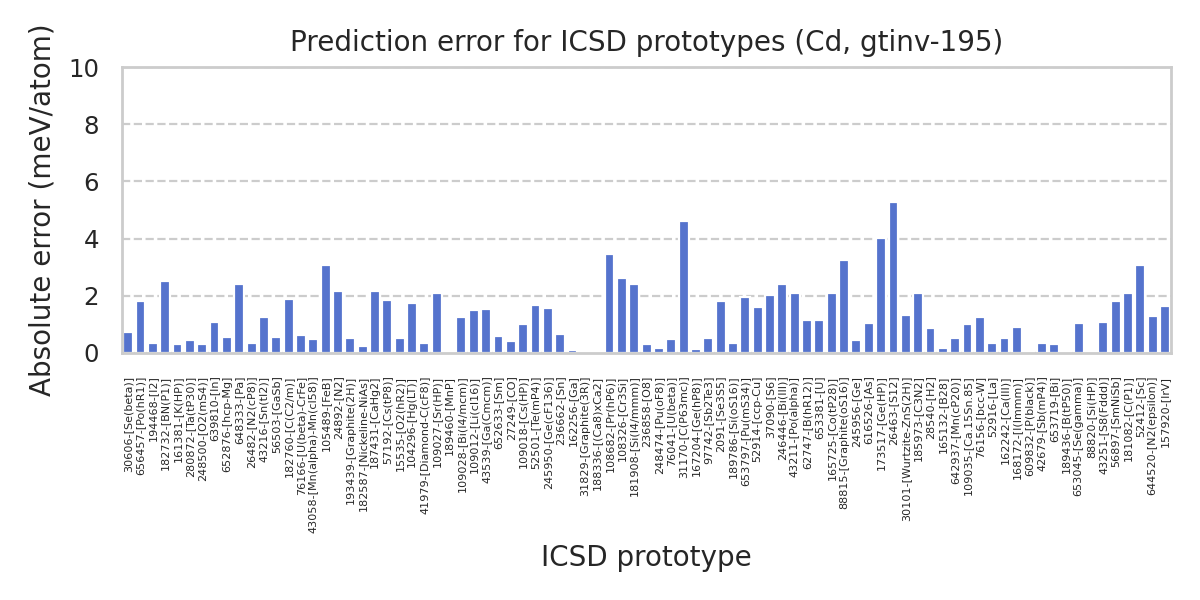 Prediction error for ICSD prototypes (Cd, gtinv-195)
Absolute error (meV/atom)
10
8
6
4
2
0
30606-[Se(beta)]
656457-[Po(hR1)]
194468-[I2]
182732-[BN(P1)]
161381-[K(HP)]
280872-[Ta(tP30)]
248500-[O2(mS4)]
639810-[In]
652876-[hcp-Mg]
648333-[Pa]
26482-[N2(cP8)]
43216-[Sn(tI2)]
56503-[GaSb]
182760-[C(C2/m)]
76166-[U(beta)-CrFe]
43058-[Mn(alpha)-Mn(cI58)]
1054899-[FeB]
24892-[N2]
193439-[Graphite(2H)]
182587-[Nickeline-NiAs]
187431-[CaHg2]
57192-[Cs(tP8)]
15535-[O2(hR2)]
104296-[Hg(LT)]
41979-[Diamond-C(cF8)]
109027-[Sr(HP)]
189460-[MnP]
109028-[Bi(I4/mcm)]
109012-[Li(cI16)]
43539-[Ga(Cmcm)]
652633-[Sm]
27249-[CO]
109018-[Cs(HP)]
52501-[Te(mP4)]
245950-[Ge(cF136)]
236662-[Sn]
162256-[Ga]
31829-[Graphite(3R)]
188336-[(Ca8)xCa2]
108682-[Pr(hP6)]
108326-[Cr3Si]
181908-[Si(I4/mmm)]
236858-[O8]
248474-[Pu(oF8)]
76041-[U(beta)]
31170-[C(P63mc)]
167204-[Ge(hP8)]
97742-[Sb2Te3]
20091-[Se3S5]
189786-[Si(oS16)]
653797-[Pu(mS34)]
52914-[ccp-Cu]
37090-[S6]
246446-[Bi(III)]
43211-[Po(alpha)]
62747-[B(hR12)]
653381-[U]
165725-[Co(tP28)]
88815-[Graphite(oS16)]
245956-[Ge]
616526-[As]
173517-[Ge(HP)]
26463-[S12]
30101-[Wurtzite-ZnS(2H)]
185973-[C3N2]
28540-[H2]
165132-[B28]
642937-[Mn(cP20)]
109035-[Ca.15Sn.85]
76156-[bcc-W]
52916-[La]
162242-[Ca(III)]
168172-[I(Immm)]
609832-[P(black)]
42679-[Sb(mP4)]
653719-[Bi]
189436-[B(tP50)]
653045-[Se(gamma)]
88820-[Si(HP)]
43251-[S8(Fddd)]
56897-[SmNiSb]
181082-[C(P1)]
52412-[Sc]
644520-[N2(epsilon)]
157920-[IrV]
ICSD prototype